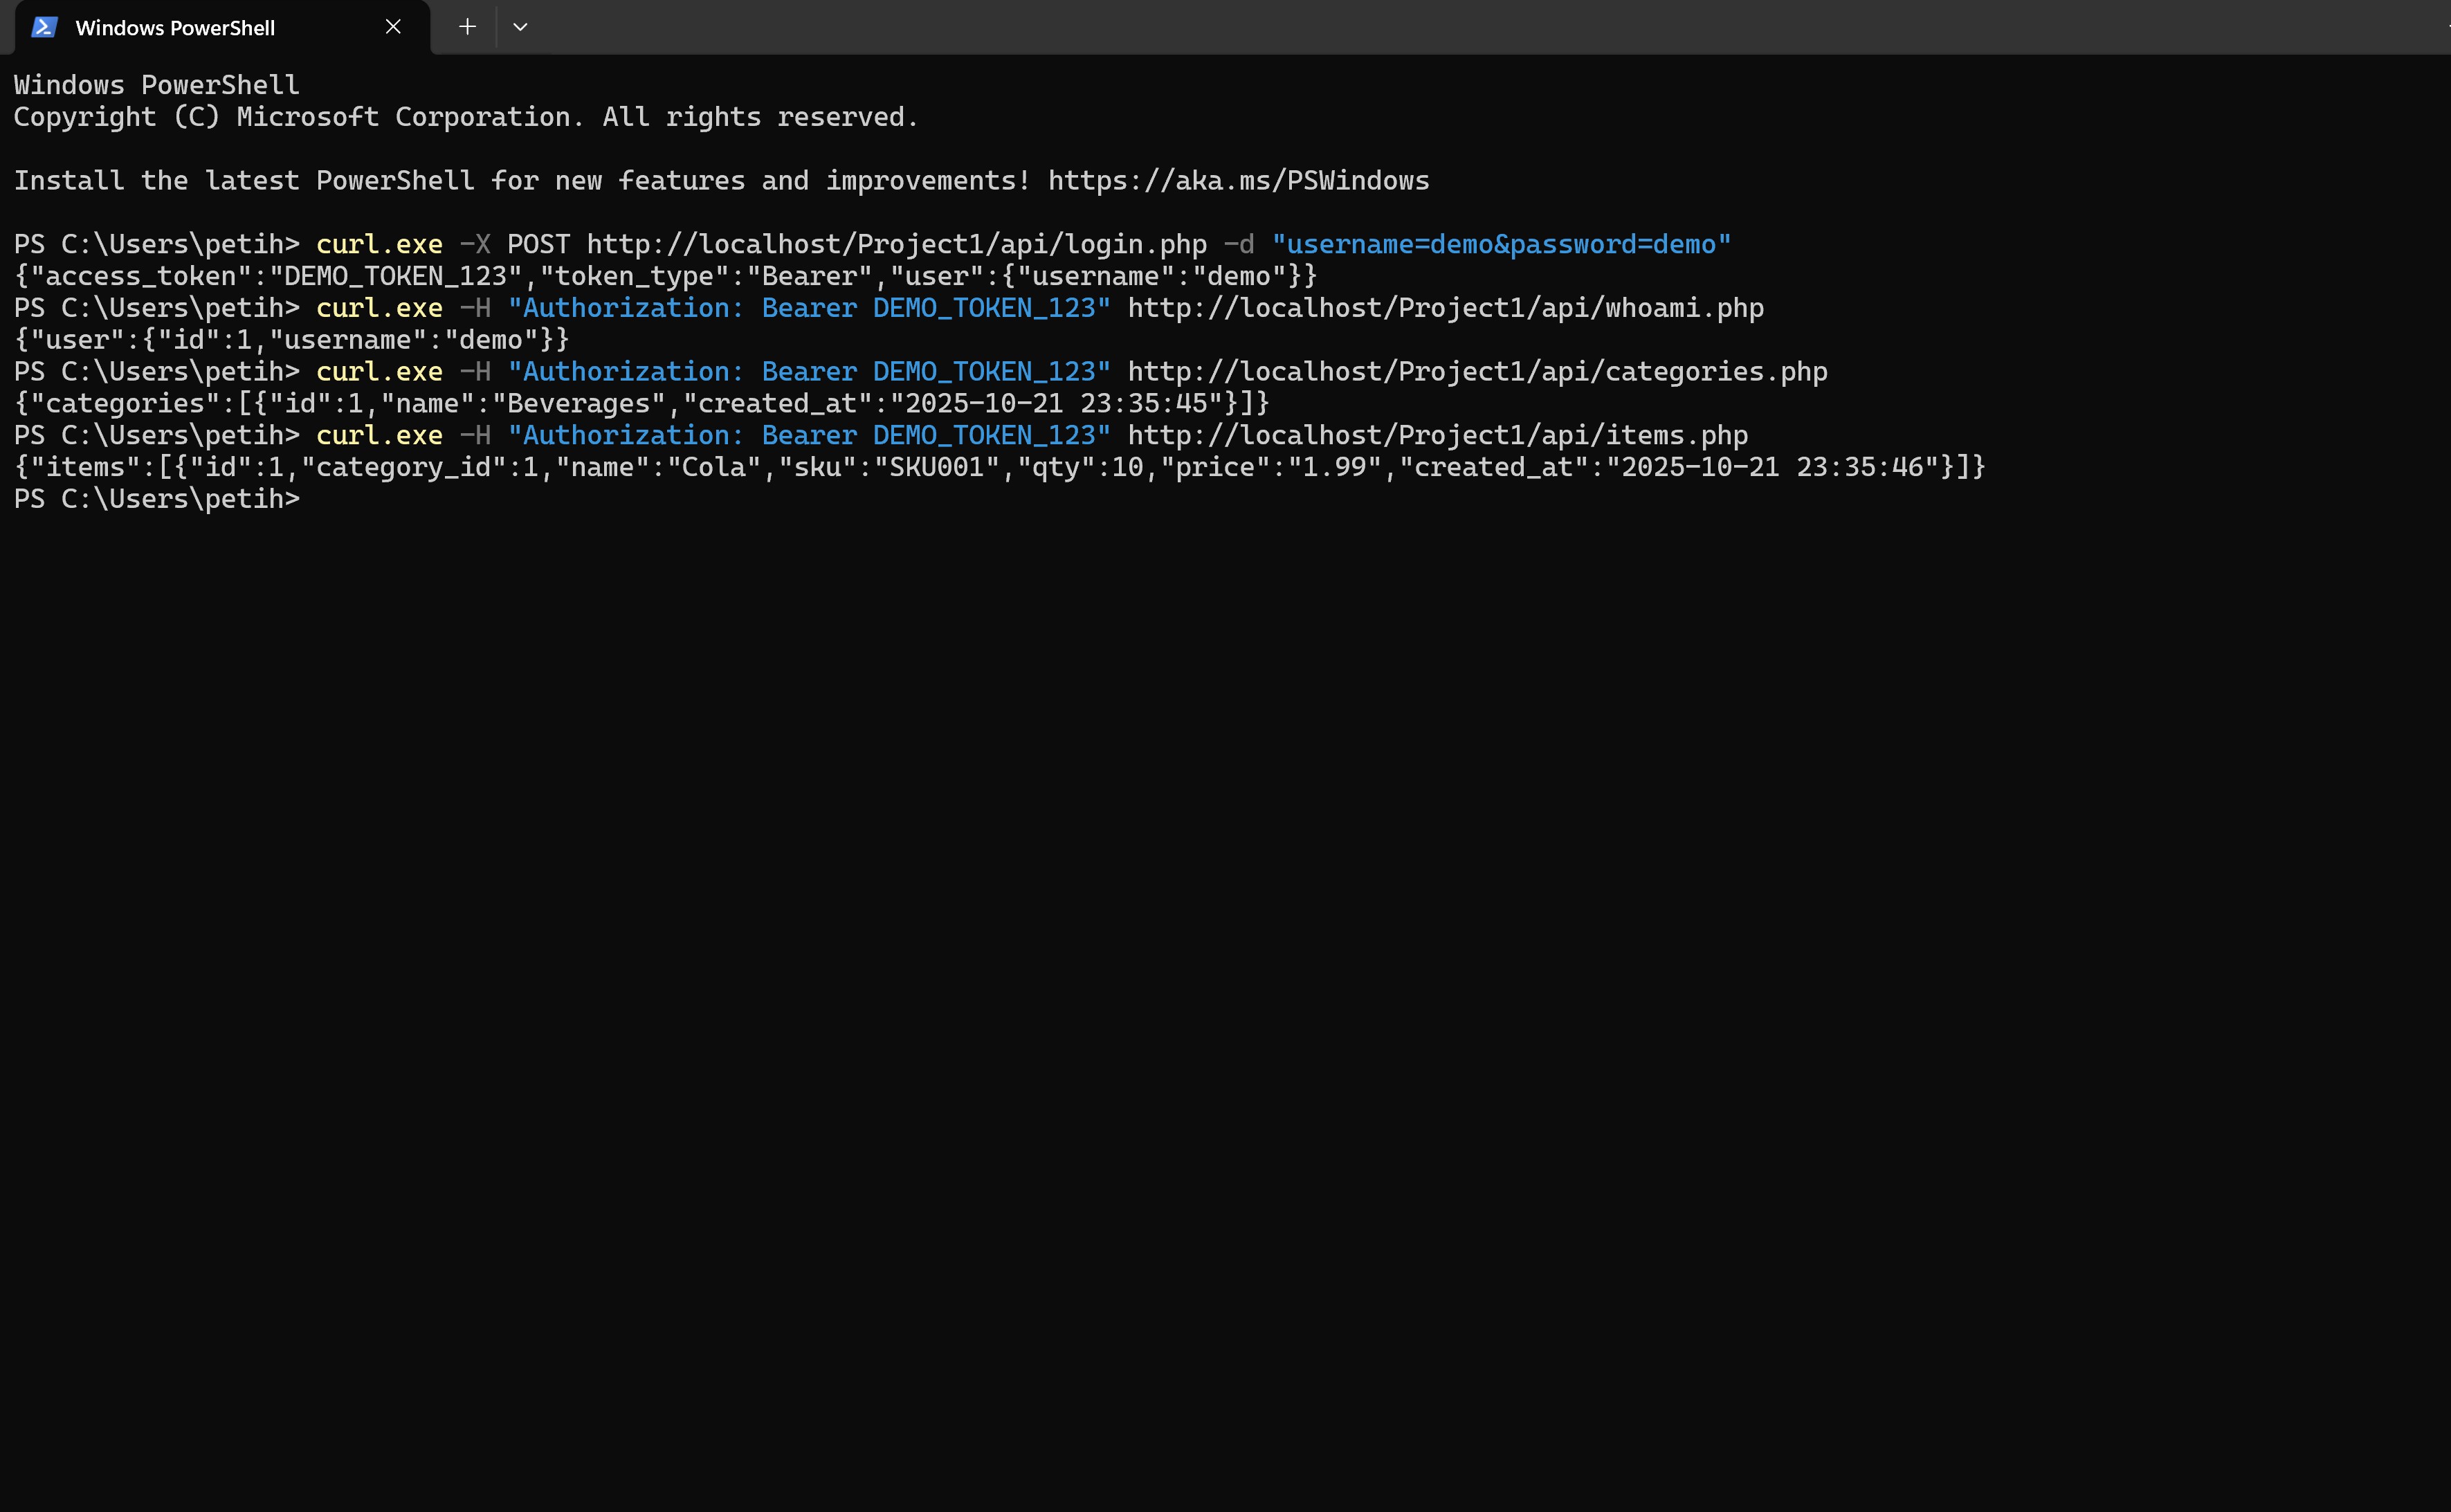 Windows PowerShell
Windows PowerShell
Copyright (C) Microsoft Corporation. All rights reserved.
Install the latest PowerShell for new features and improvements! https://aka.ms/PSWindows
PS C:\Users\petih> curl.exe -X POST http://localhost/Project1/api/login.php -d "username=demo&password=demo"
{"access_token":"DEMO_TOKEN_123","token_type":"Bearer","user":{"username":"demo"}}
PS C:\Users\petih> curl.exe -H "Authorization: Bearer DEMO_TOKEN_123" http://localhost/Project1/api/whoami.php
{"user":{"id":1,"username":"demo"}}
PS C:\Users\petih> curl.exe -H "Authorization: Bearer DEMO_TOKEN_123" http://localhost/Project1/api/categories.php
{"categories":[{"id":1,"name":"Beverages","created_at":"2025-10-21 23:35:45"}]}
PS C:\Users\petih> curl.exe -H "Authorization: Bearer DEMO_TOKEN_123" http://localhost/Project1/api/items.php
{"items":[{"id":1,"category_id":1,"name":"Cola","sku":"SKU001","qty":10,"price":"1.99","created_at":"2025-10-21 23:35:46"}]}
PS C:\Users\petih>